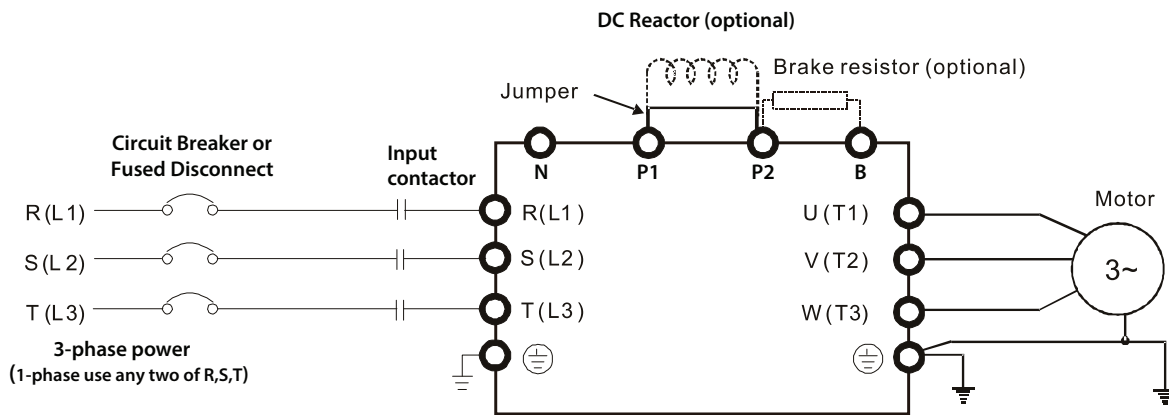 DC Reactor (optional)
Brake resistor (optional)
Jumper
Circuit Breaker or
Fused Disconnect
Input
contactor
N
P1
P2
B
R(L1)
R(L1)
U(T1)
Motor
S(L2)
S(L2)
V(T2)
3~
T(L3)
T(L3)
W(T3)
3-phase power
(1-phase use any two of R,S,T)